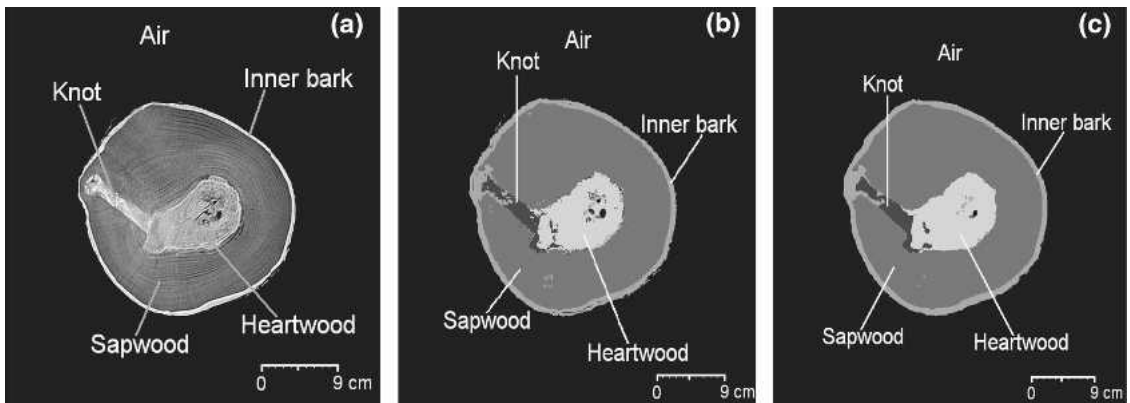 (a)
Air
Knot
Inner bark
Sapwood
Heartwood
0 9 cm
(b)
Air
Knot
Inner bark
Sapwood
Heartwood
0 9 cm
(c)
Air
Knot
Inner bark
Sapwood
Heartwood
0 9 cm